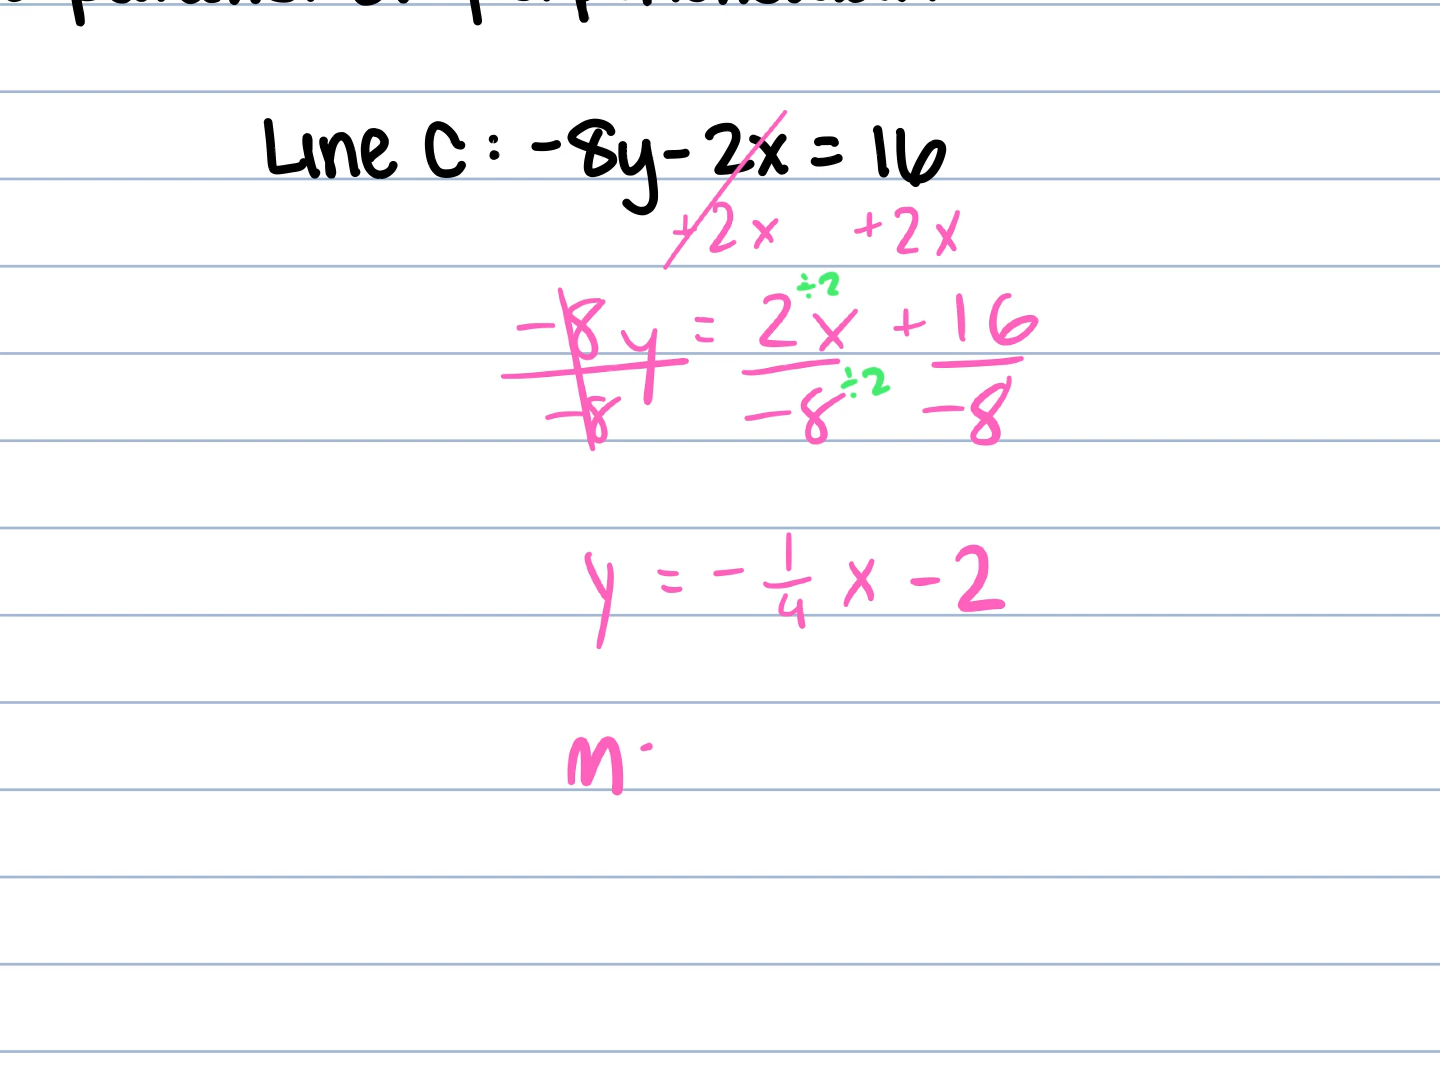 Line C: -8y - 2x = 16
+2x +2x
÷2
-8y = 2x + 16
-8 -8 ÷2 -8
y = -1/4 x - 2
m -